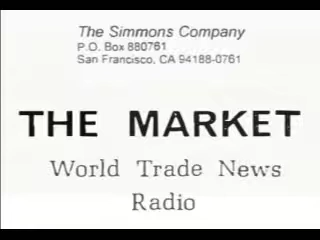 The Simmons Company
P.O. Box 880761
San Francisco, CA 94188-0761
THE MARKET
World Trade News
Radio